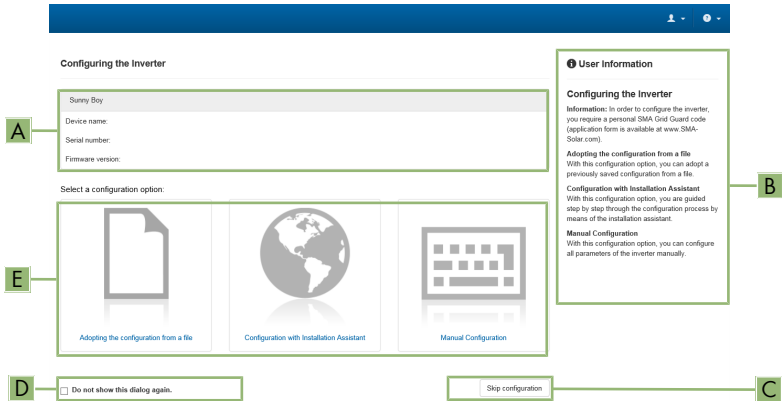 Configuring the Inverter
Sunny Boy
Device name:
Serial number:
Firmware version:
A
Select a configuration option:
E
Adopting the configuration from a file
Configuration with Installation Assistant
Manual Configuration
D
Do not show this dialog again.
Skip configuration
C
User Information
Configuring the Inverter
Information: In order to configure the inverter,
you require a personal SMA Grid Guard code
(application form is available at www.SMA-
Solar.com).
Adopting the configuration from a file
With this configuration option, you can adopt a
previously saved configuration from a file.
Configuration with Installation Assistant
With this configuration option, you are guided
step by step through the configuration process by
means of the installation assistant.
Manual Configuration
With this configuration option, you can configure
all parameters of the inverter manually.
B